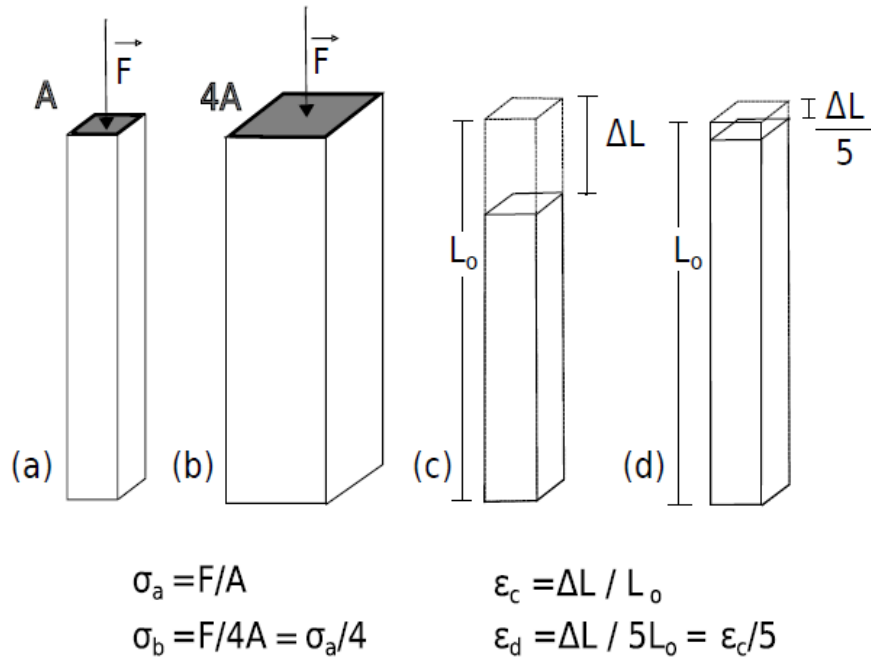 F
F
A
4A
ΔL
ΔL
5
Lo
Lo
(a)
(b)
(c)
(d)
σa =F/A
εc =ΔL / Lo
σb =F/4A = σa/4
εd =ΔL / 5Lo = εc/5